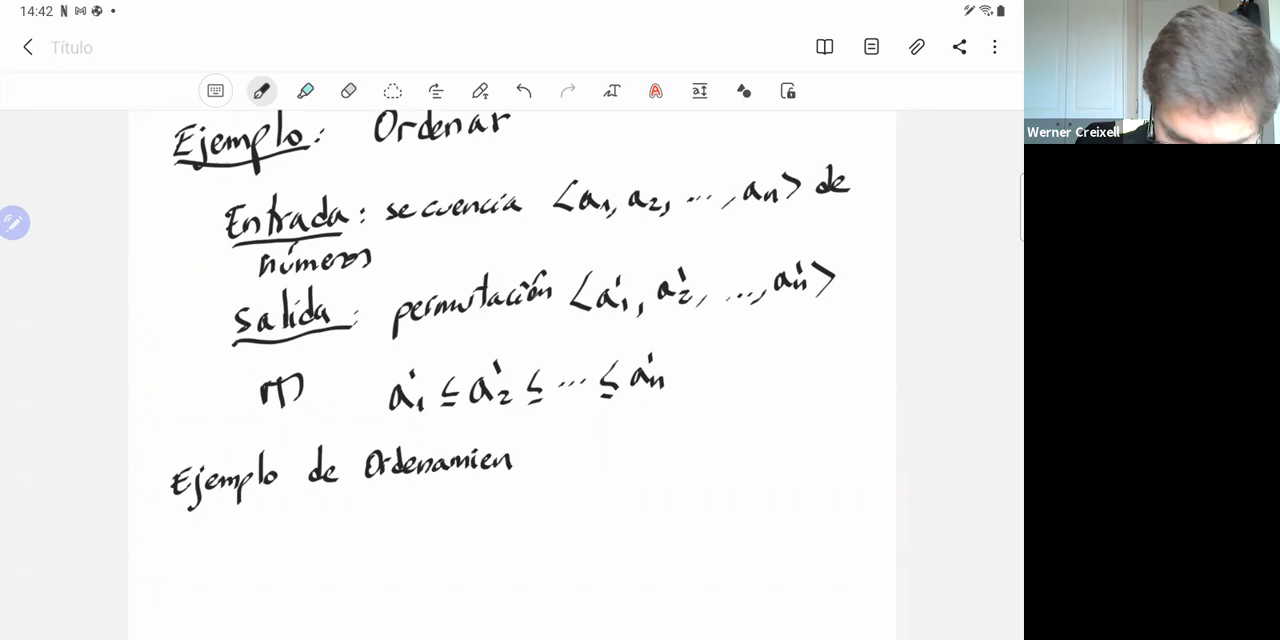 14:42
Título
Werner Creixell
Ejemplo: Ordenar
Entrada: secuencia <a1, a2, ..., an> de
números
Salida: permutación <a'1, a'2, ..., a'n>
a'1 ≤ a'2 ≤ ... ≤ a'n
Ejemplo de Ordenamien